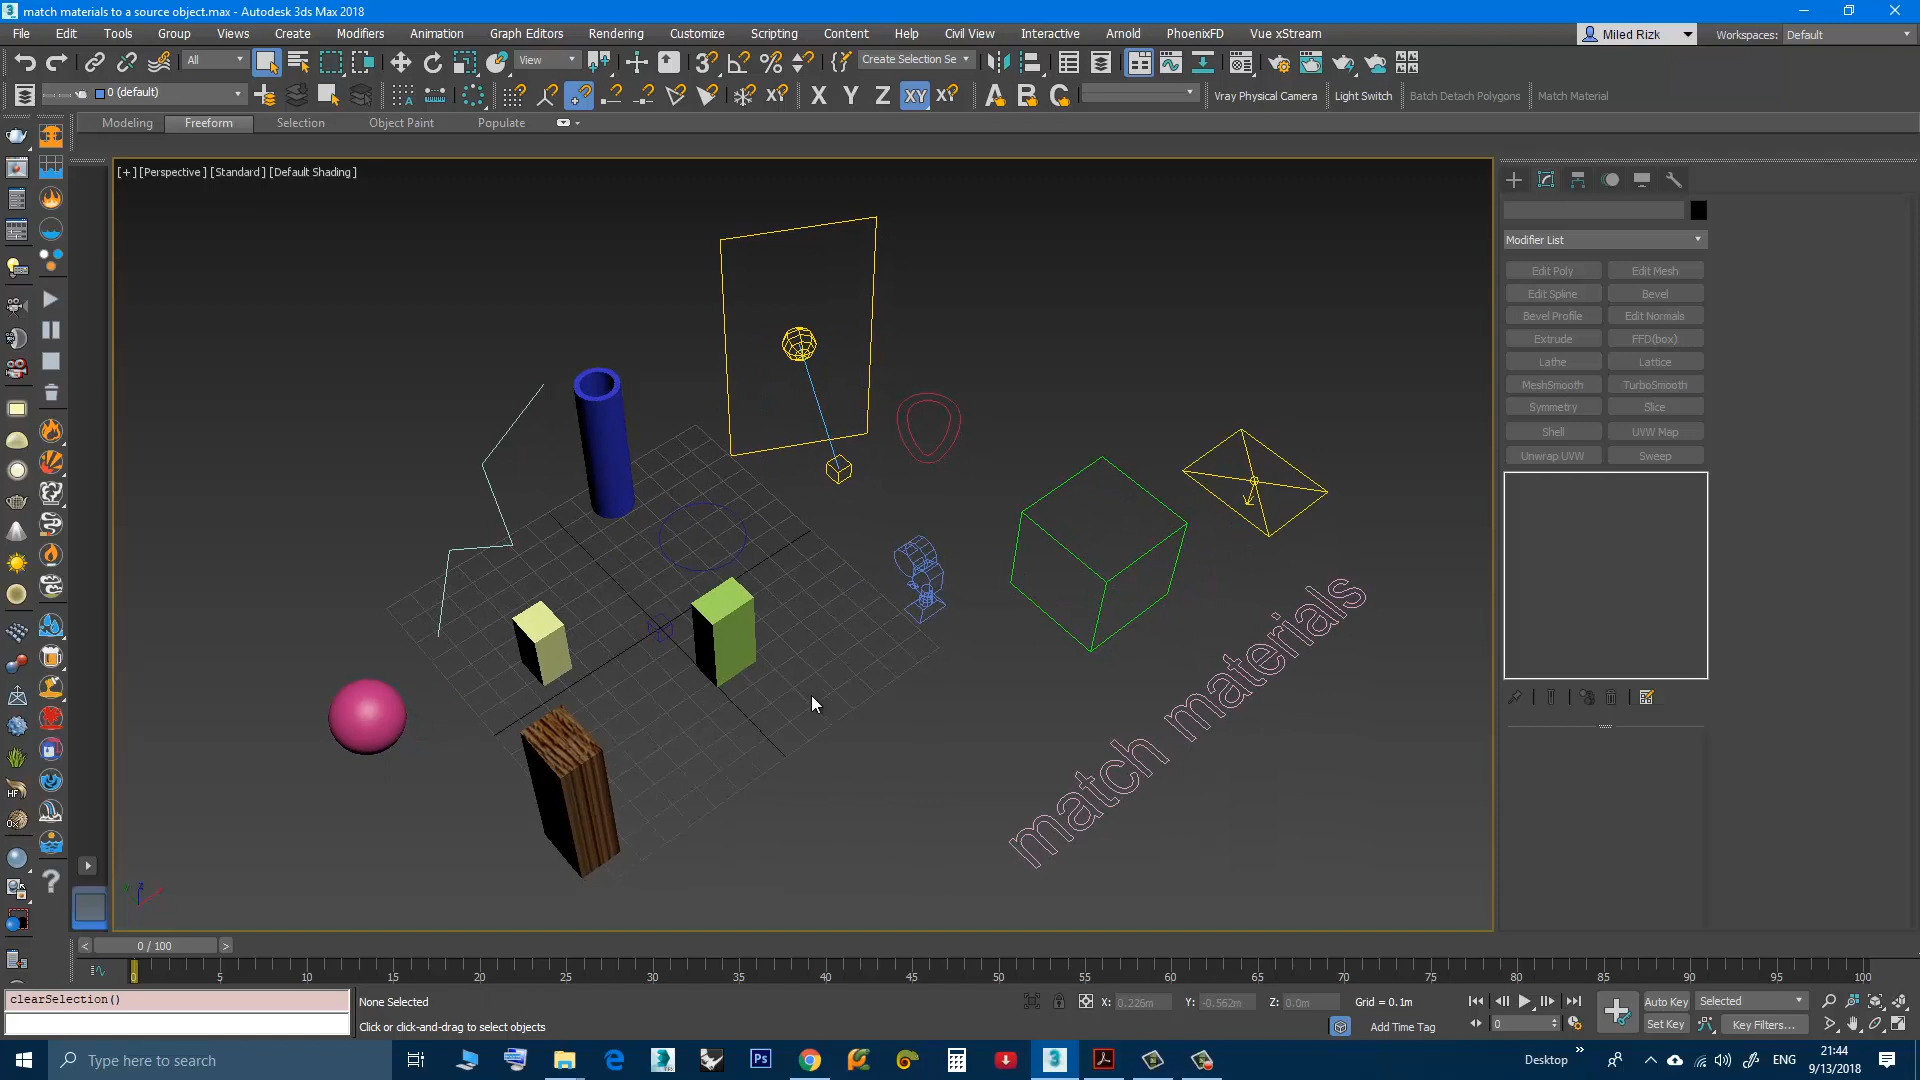 match materials to a source object.max - Autodesk 3ds Max 2018
File Edit Tools Group Views Create Modifiers Animation Graph Editors Rendering Customize Scripting Content Help Civil View Interactive Arnold PhoenixFD Vue xStream Miled Rizk Workspaces: Default
All View Create Selection Se
0 (default) X Y Z XY XY A B C Vray Physical Camera Light Switch Batch Detach Polygons Match Material
Modeling Freeform Selection Object Paint Populate
[+] [Perspective] [Standard] [Default Shading]
Modifier List
Edit Poly Edit Mesh
Edit Spline Bevel
Bevel Profile Edit Normals
Extrude FFD(box)
Lathe Lattice
MeshSmooth TurboSmooth
Symmetry Slice
Shell UVW Map
Unwrap UVW Sweep
match materials
0 / 100
0 5 10 15 20 25 30 35 40 45 50 55 60 65 70 75 80 85 90 95 100
clearSelection()
None Selected
X: 0.226m Y: -0.562m Z: 0.0m Grid = 0.1m
Auto Key Selected
Click or click-and-drag to select objects
Add Time Tag
0
Set Key Key Filters...
Type here to search
Desktop
ENG
21:44
9/13/2018